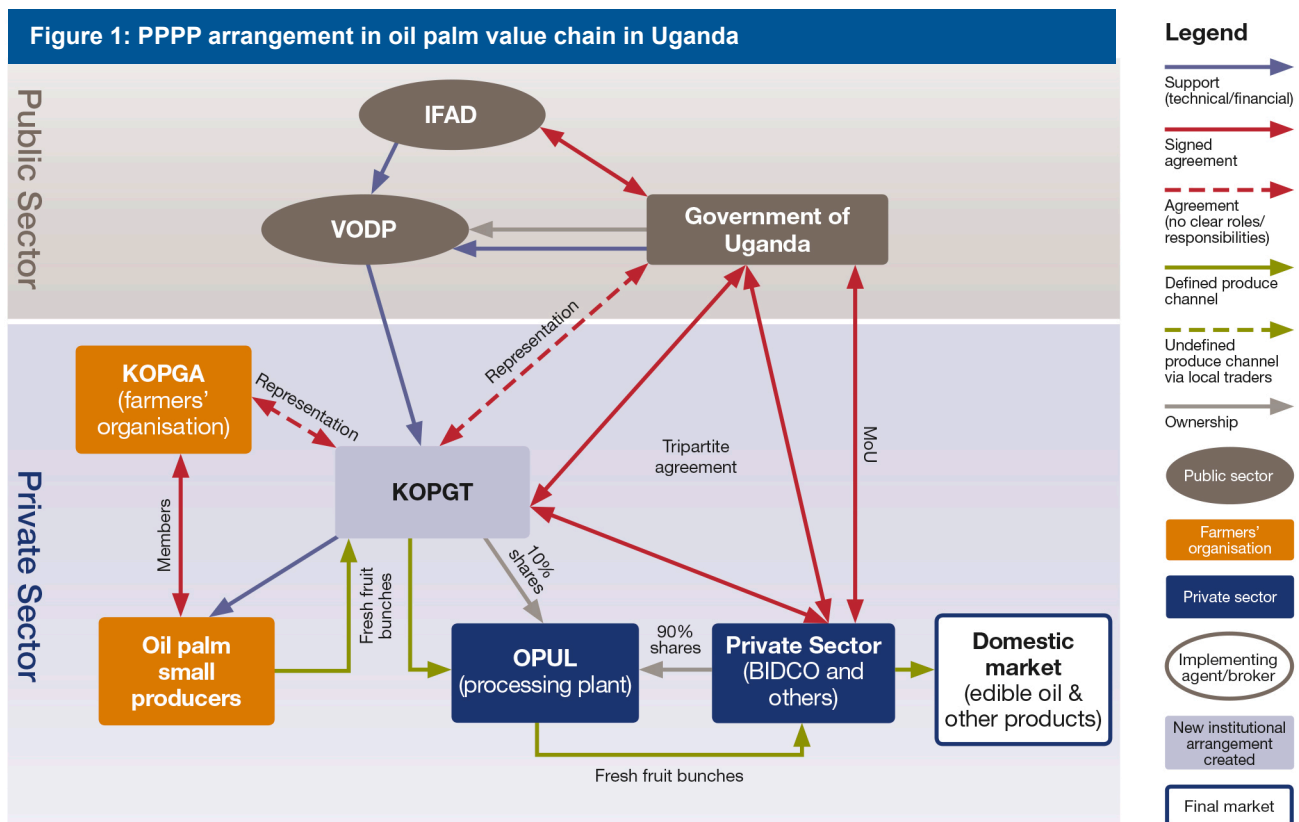 Figure 1: PPPP arrangement in oil palm value chain in Uganda
Public Sector
IFAD
VODP
Government of
Uganda
Representation
Private Sector
KOPGA
(farmers'
organisation)
Representation
KOPGT
Tripartite
agreement
MoU
Members
Fresh fruit
bunches
10%
shares
Oil palm
small
producers
OPUL
(processing plant)
90%
shares
Private Sector
(BIDCO and
others)
Domestic
market
(edible oil &
other products)
Fresh fruit bunches
Legend
Support
(technical/financial)
Signed
agreement
Agreement
(no clear roles/
responsibilities)
Defined produce
channel
Undefined
produce channel
via local traders
Ownership
Public sector
Farmers'
organisation
Private sector
Implementing
agent/broker
New institutional
arrangement
created
Final market